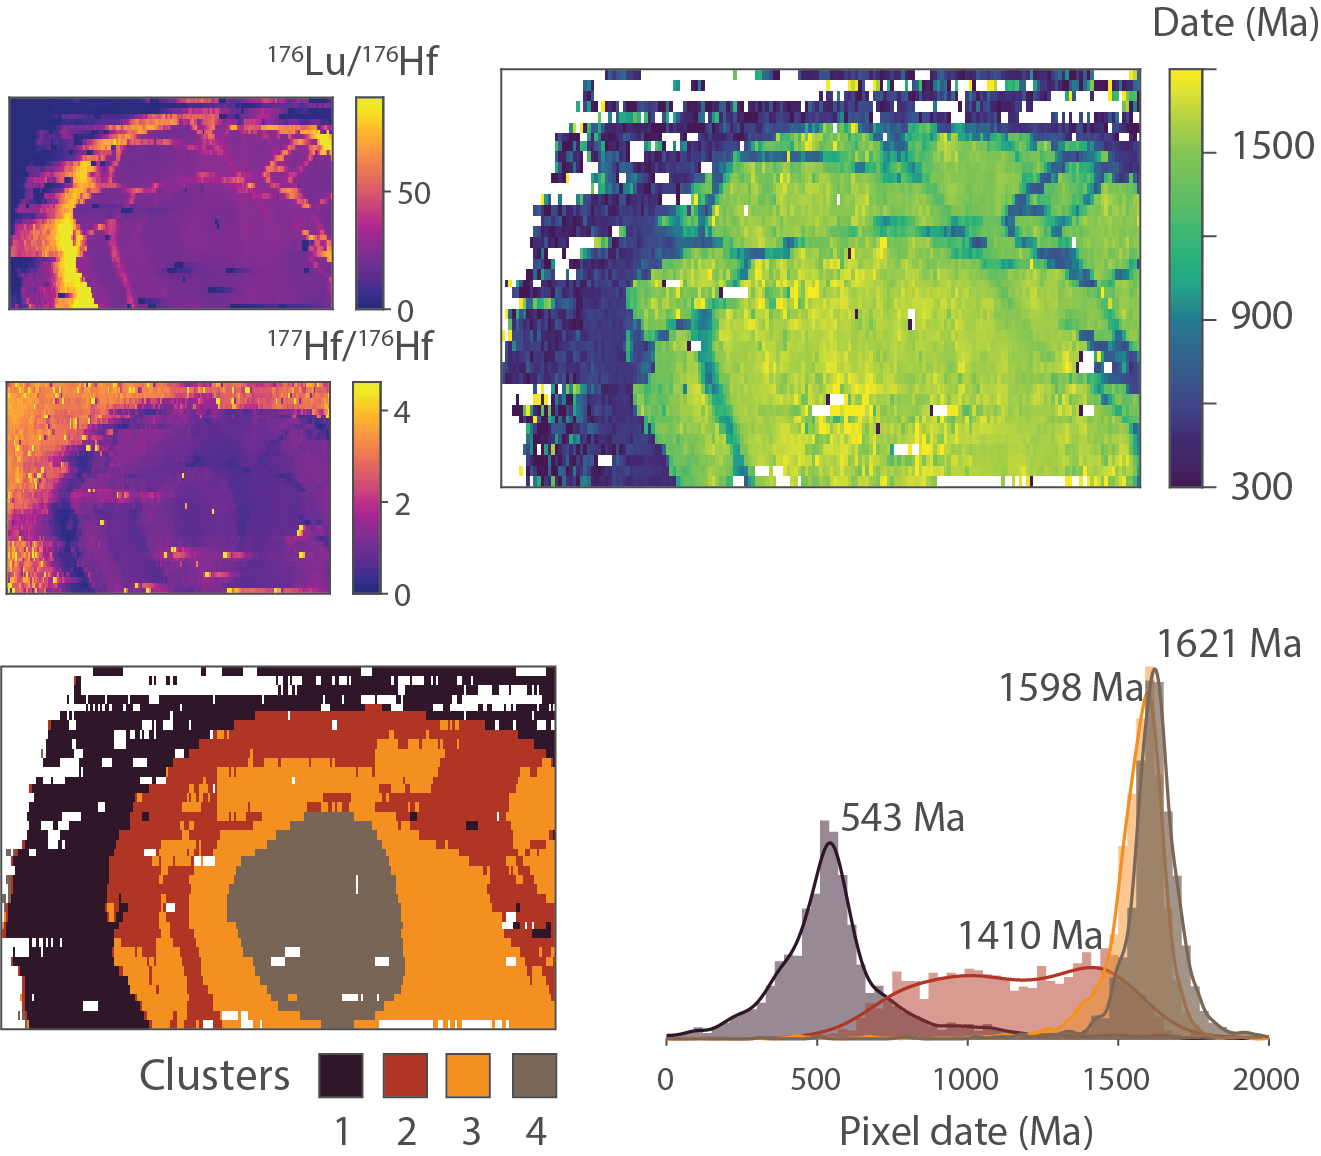 ¹⁷⁶Lu/¹⁷⁶Hf
50
0
Date (Ma)
1500
900
300
¹⁷⁷Hf/¹⁷⁶Hf
4
2
0
Clusters
1 2 3 4
1621 Ma
1598 Ma
543 Ma
1410 Ma
0 500 1000 1500 2000
Pixel date (Ma)